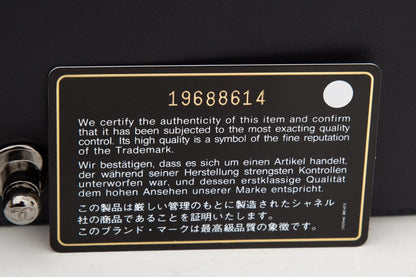 19688614
We certify the authenticity of this item and confirm
that it has been subjected to the most exacting quality
control. Its high quality is a symbol of the fine reputation
of the Trademark.
Wir bestätigen, dass es sich um einen Artikel handelt,
der während seiner Herstellung strengsten Kontrollen
unterworfen war, und dessen erstklassige Qualität
dem hohen Ansehen unserer Marke entspricht.
この製品は厳しい管理のもとに製造されたシャネル
社の商品であることを証明いたします。
このブランド・マークは最高級品質の象徴です。